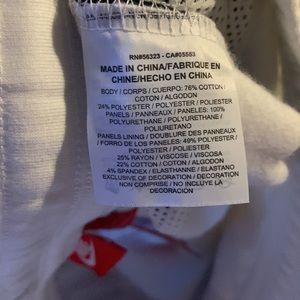 RN#56323 - CA#05553
MADE IN CHINA/FABRIQUE EN
CHINE/HECHO EN CHINA
BODY / CORPS / CUERPO: 76% COTTON /
COTON / ALGODON
24% POLYESTER / POLYESTER / POLIESTER
PANELS / PANNEAUX / PANELES: 100%
POLYURETHANE / POLYURETHANE /
POLIURETANO
PANELS LINING / DOUBLURE DES PANNEAUX
/ FORRO DE LOS PANELES: 49% POLYESTER /
POLYESTER / POLIESTER
25% RAYON / VISCOSE / VISCOSA
22% COTTON / COTON / ALGODON
4% SPANDEX / ELASTHANNE / ELASTANO
EXCLUSIVE OF DECORATION / DECORATION
NON COMPRISE / NO INCLUYE LA
DECORACION